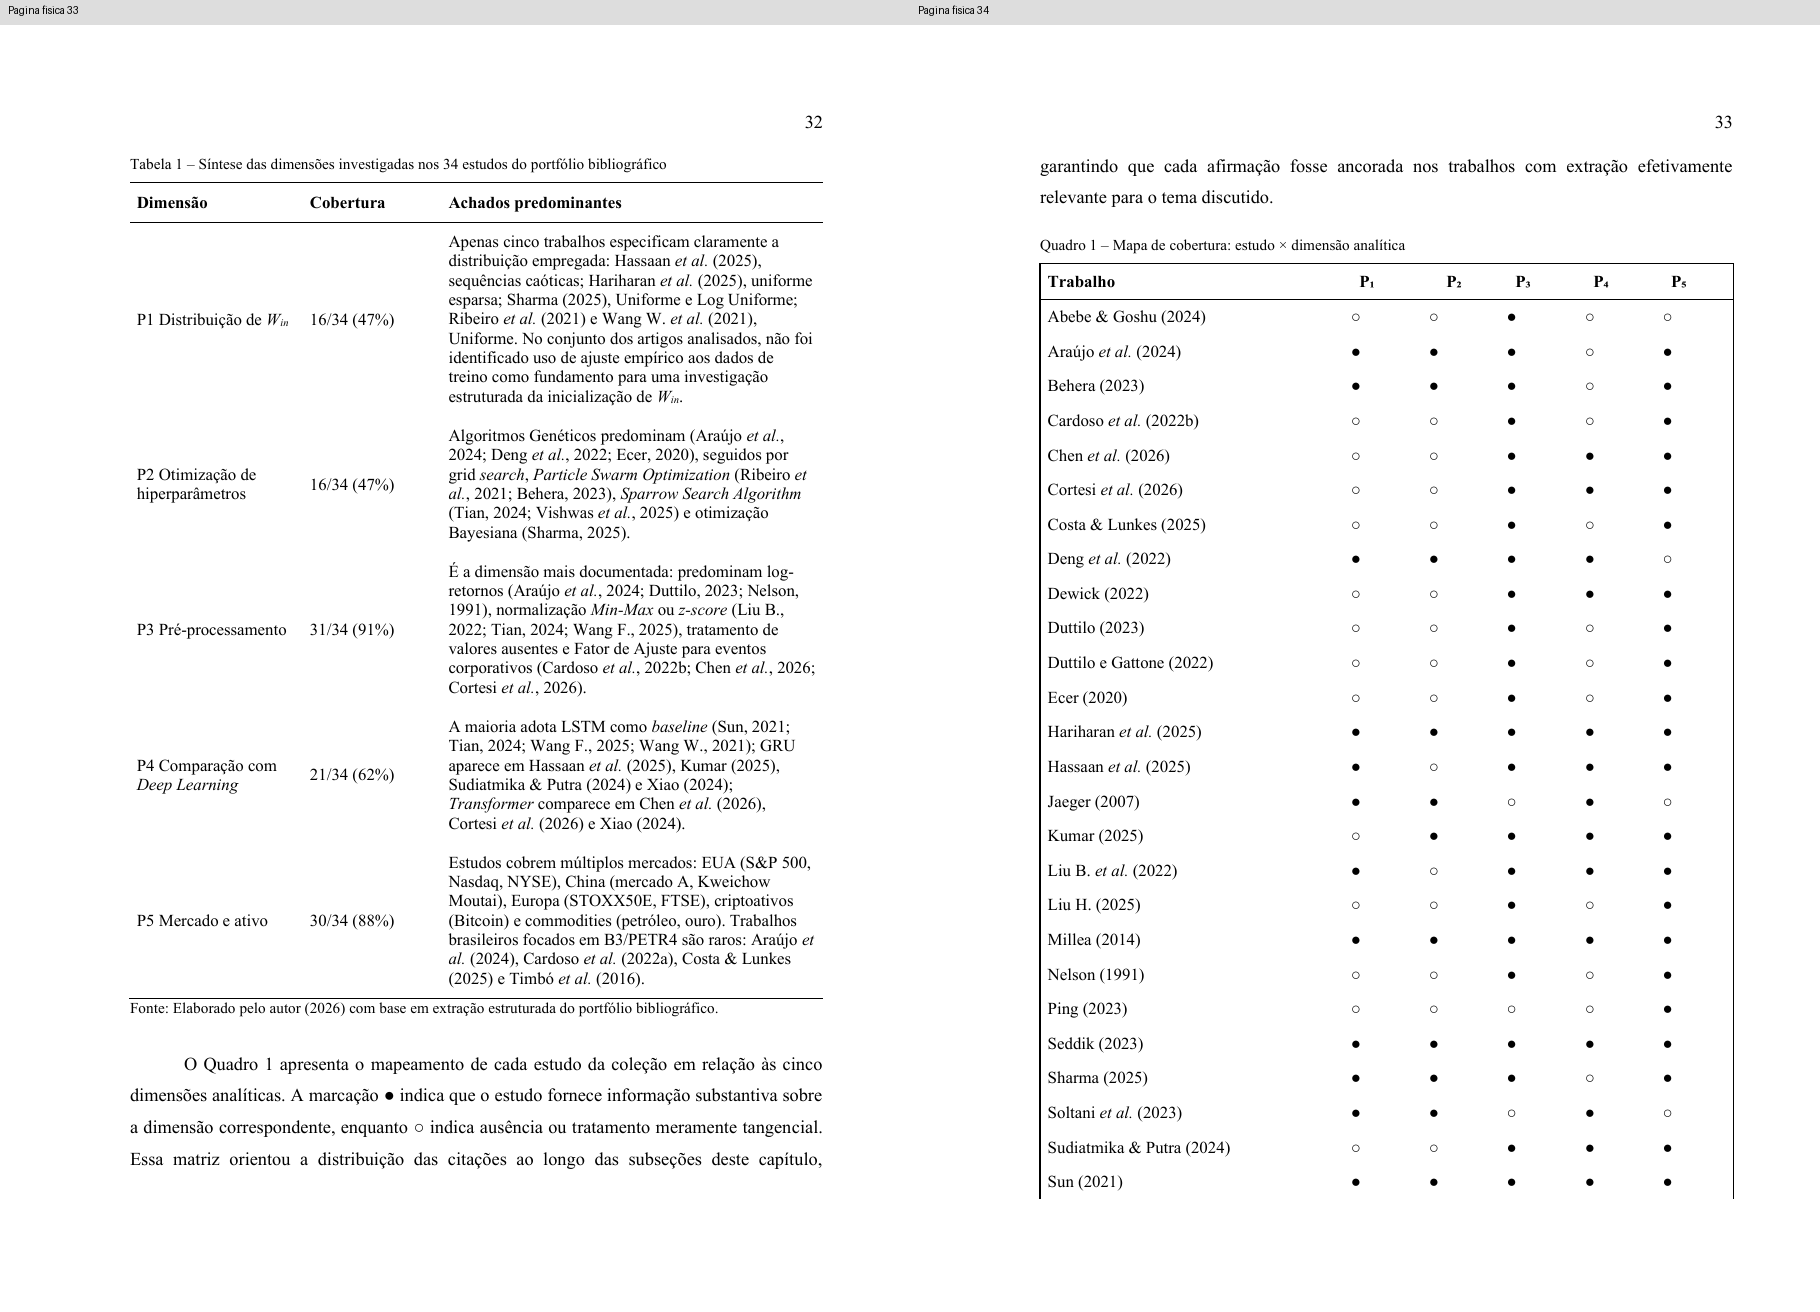 Pagina fisica 33
32
Tabela 1 – Síntese das dimensões investigadas nos 34 estudos do portfólio bibliográfico
Dimensão Cobertura Achados predominantes
P1 Distribuição de Win 16/34 (47%)
Apenas cinco trabalhos especificam claramente a
distribuição empregada: Hassaan et al. (2025),
sequências caóticas; Hariharan et al. (2025), uniforme
esparsa; Sharma (2025), Uniforme e Log Uniforme;
Ribeiro et al. (2021) e Wang W. et al. (2021),
Uniforme. No conjunto dos artigos analisados, não foi
identificado uso de ajuste empírico aos dados de
treino como fundamento para uma investigação
estruturada da inicialização de Win.
P2 Otimização de
hiperparâmetros
16/34 (47%)
Algoritmos Genéticos predominam (Araújo et al.,
2024; Deng et al., 2022; Ecer, 2020), seguidos por
grid search, Particle Swarm Optimization (Ribeiro et
al., 2021; Behera, 2023), Sparrow Search Algorithm
(Tian, 2024; Vishwas et al., 2025) e otimização
Bayesiana (Sharma, 2025).
P3 Pré-processamento 31/34 (91%)
É a dimensão mais documentada: predominam log-
retornos (Araújo et al., 2024; Duttilo, 2023; Nelson,
1991), normalização Min-Max ou z-score (Liu B.,
2022; Tian, 2024; Wang F., 2025), tratamento de
valores ausentes e Fator de Ajuste para eventos
corporativos (Cardoso et al., 2022b; Chen et al., 2026;
Cortesi et al., 2026).
P4 Comparação com
Deep Learning
21/34 (62%)
A maioria adota LSTM como baseline (Sun, 2021;
Tian, 2024; Wang F., 2025; Wang W., 2021); GRU
aparece em Hassaan et al. (2025), Kumar (2025),
Sudiatmika & Putra (2024) e Xiao (2024);
Transformer comparece em Chen et al. (2026),
Cortesi et al. (2026) e Xiao (2024).
P5 Mercado e ativo 30/34 (88%)
Estudos cobrem múltiplos mercados: EUA (S&P 500,
Nasdaq, NYSE), China (mercado A, Kweichow
Moutai), Europa (STOXX50E, FTSE), criptoativos
(Bitcoin) e commodities (petróleo, ouro). Trabalhos
brasileiros focados em B3/PETR4 são raros: Araújo et
al. (2024), Cardoso et al. (2022a), Costa & Lunkes
(2025) e Timbó et al. (2016).
Fonte: Elaborado pelo autor (2026) com base em extração estruturada do portfólio bibliográfico.
O Quadro 1 apresenta o mapeamento de cada estudo da coleção em relação às cinco
dimensões analíticas. A marcação ● indica que o estudo fornece informação substantiva sobre
a dimensão correspondente, enquanto ○ indica ausência ou tratamento meramente tangencial.
Essa matriz orientou a distribuição das citações ao longo das subseções deste capítulo,
Pagina fisica 34
33
garantindo que cada afirmação fosse ancorada nos trabalhos com extração efetivamente
relevante para o tema discutido.
Quadro 1 – Mapa de cobertura: estudo × dimensão analítica
Trabalho P₁ P₂ P₃ P₄ P₅
Abebe & Goshu (2024) ○ ○ ● ○ ○
Araújo et al. (2024) ● ● ● ○ ●
Behera (2023) ● ● ● ○ ●
Cardoso et al. (2022b) ○ ○ ● ○ ●
Chen et al. (2026) ○ ○ ● ● ●
Cortesi et al. (2026) ○ ○ ● ● ●
Costa & Lunkes (2025) ○ ○ ● ○ ●
Deng et al. (2022) ● ● ● ● ○
Dewick (2022) ○ ○ ● ● ●
Duttilo (2023) ○ ○ ● ○ ●
Duttilo e Gattone (2022) ○ ○ ● ○ ●
Ecer (2020) ○ ○ ● ○ ●
Hariharan et al. (2025) ● ● ● ● ●
Hassaan et al. (2025) ● ○ ● ● ●
Jaeger (2007) ● ● ○ ● ○
Kumar (2025) ○ ● ● ● ●
Liu B. et al. (2022) ● ○ ● ● ●
Liu H. (2025) ○ ○ ● ○ ●
Millea (2014) ● ● ● ● ●
Nelson (1991) ○ ○ ● ○ ●
Ping (2023) ○ ○ ○ ○ ●
Seddik (2023) ● ● ● ● ●
Sharma (2025) ● ● ● ○ ●
Soltani et al. (2023) ● ● ○ ● ○
Sudiatmika & Putra (2024) ○ ○ ● ● ●
Sun (2021) ● ● ● ● ●